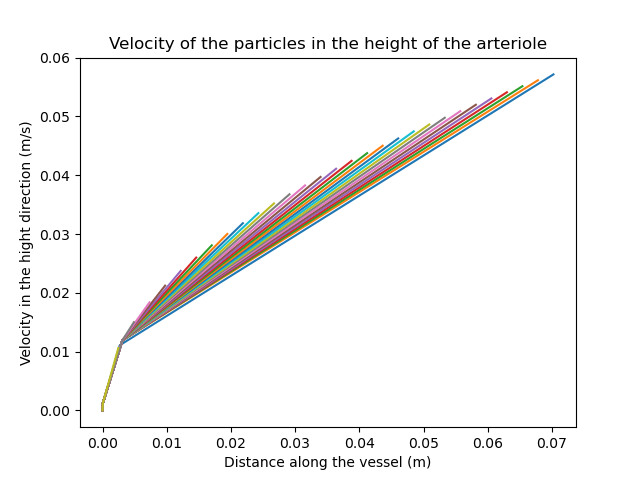 Velocity of the particles in the height of the arteriole
0.06
0.05
0.04
0.03
0.02
0.01
0.00
Velocity in the hight direction (m/s)
0.00 0.01 0.02 0.03 0.04 0.05 0.06 0.07
Distance along the vessel (m)